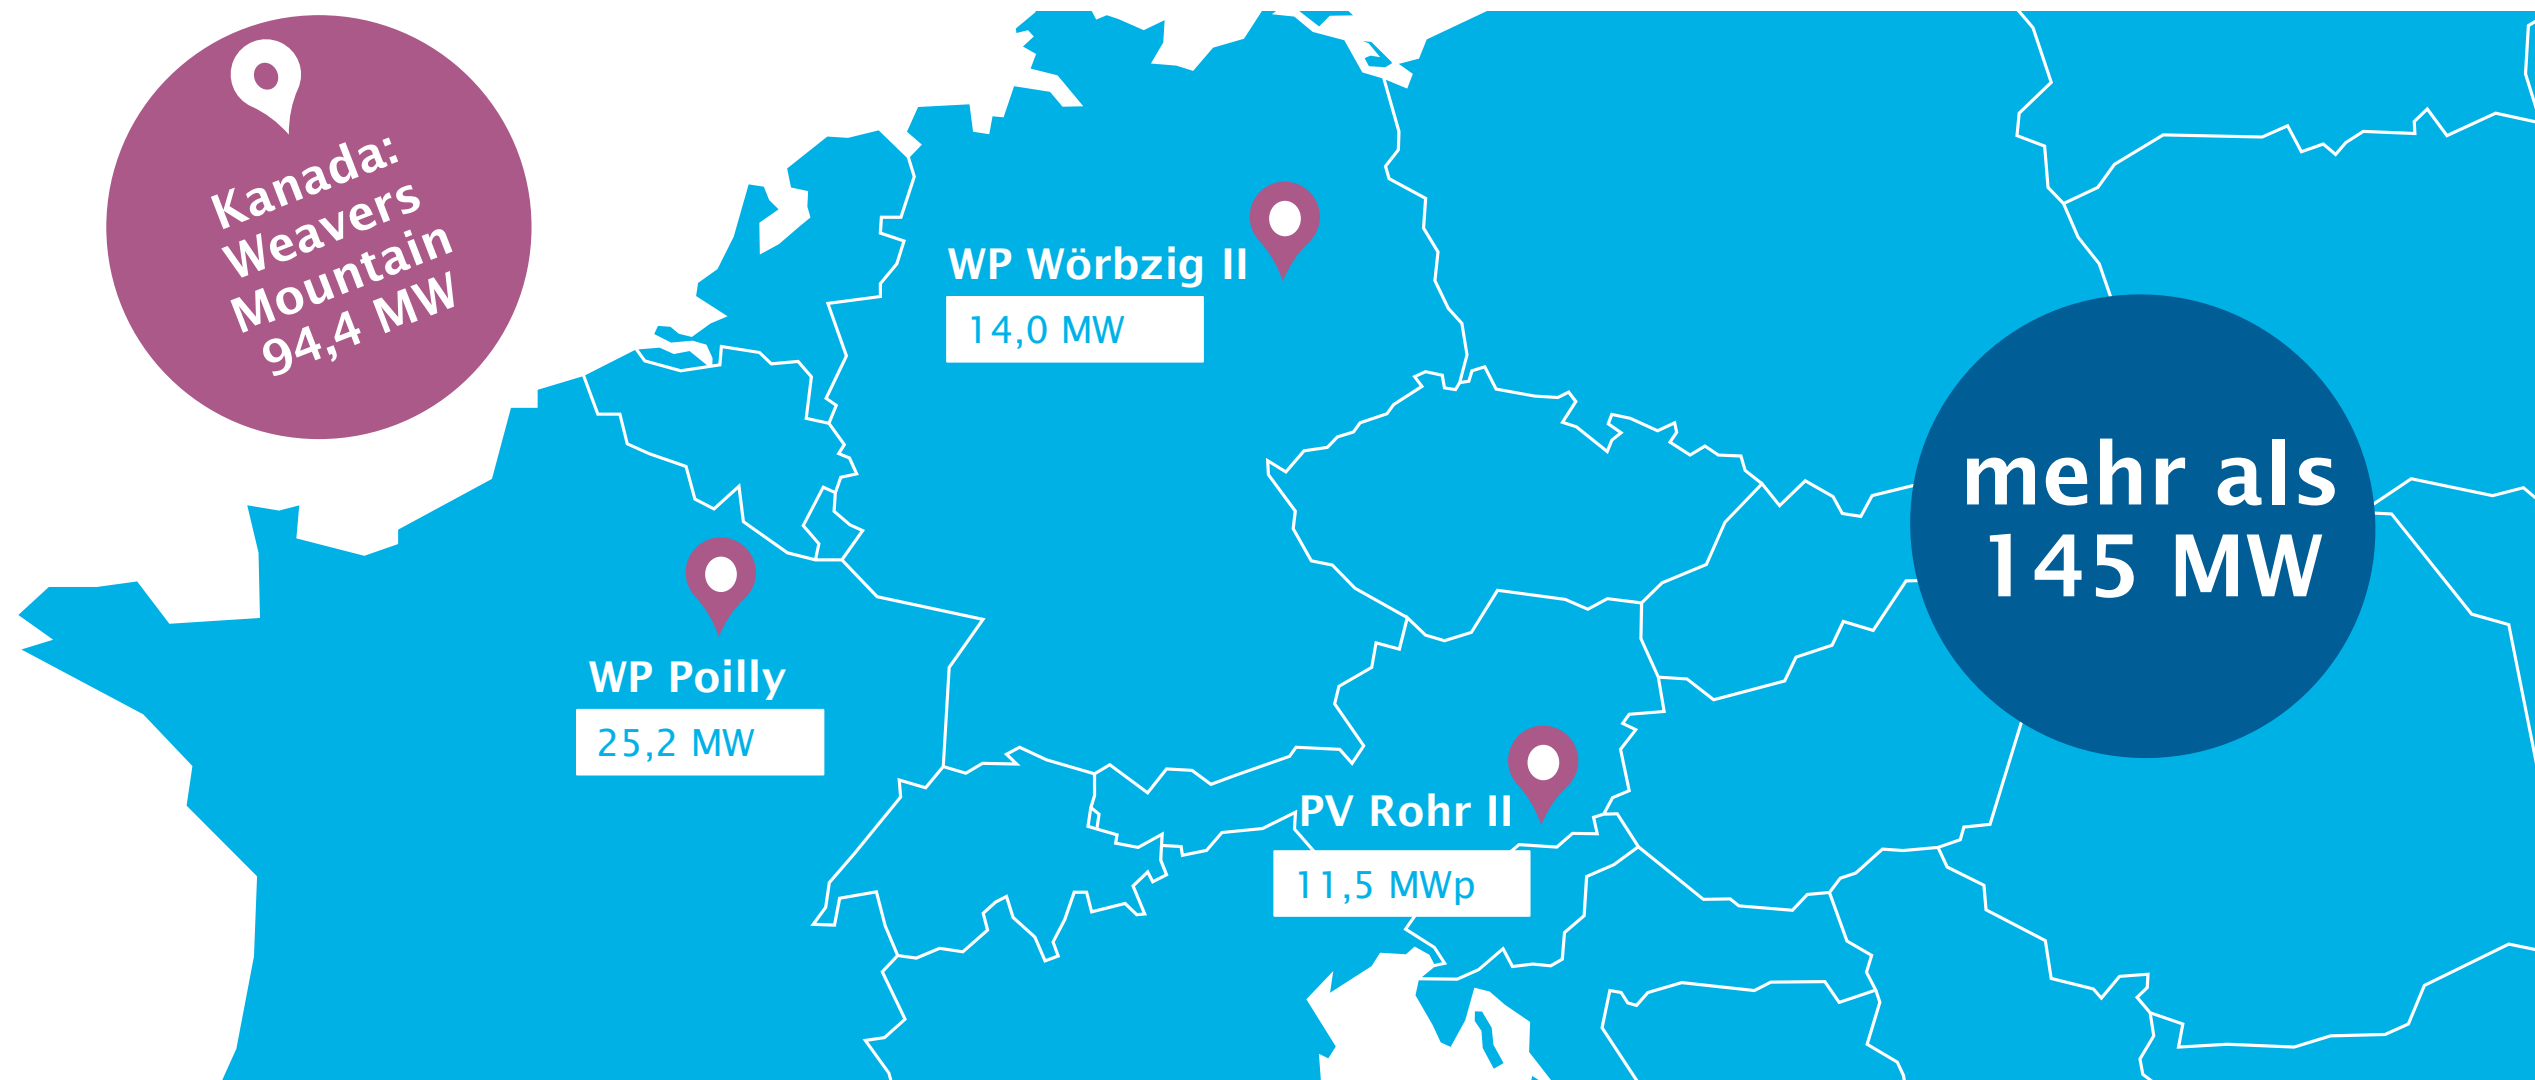 Kanada:
Weavers
Mountain
94,4 MW
WP Wörbzig II
14,0 MW
mehr als
145 MW
WP Poilly
25,2 MW
PV Rohr II
11,5 MWp